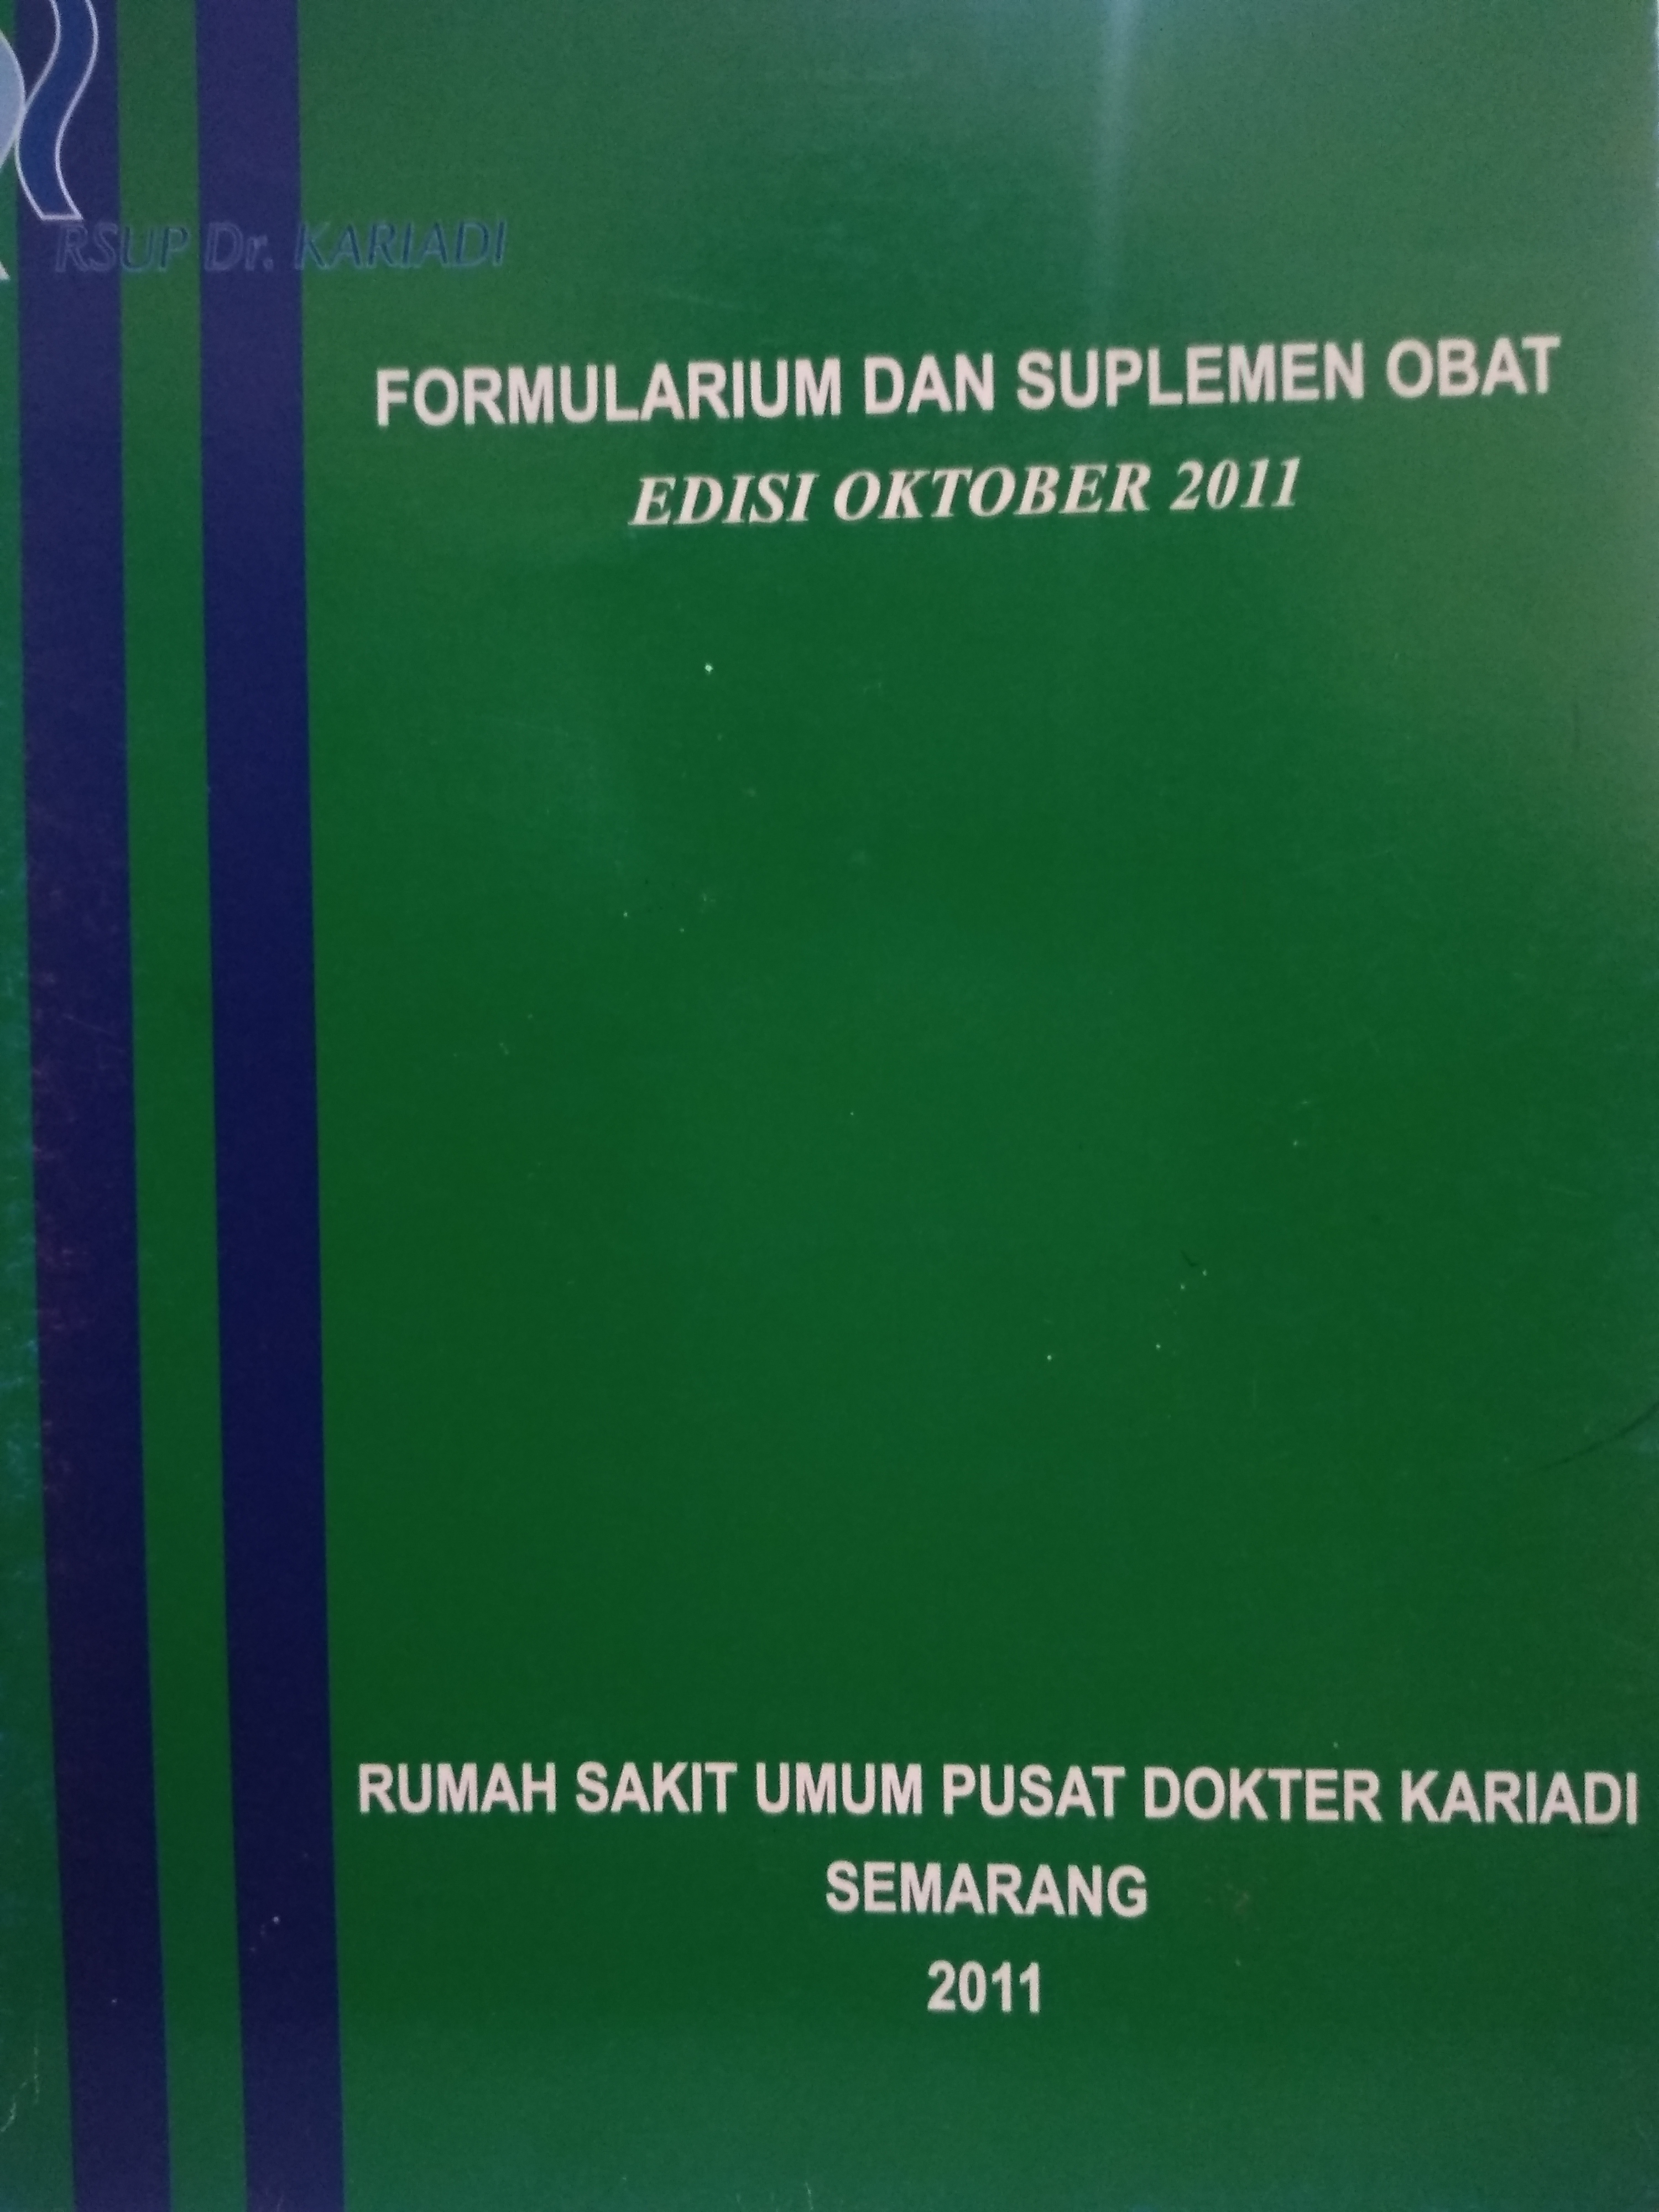 RSUP Dr. KARIADI
FORMULARIUM DAN SUPLEMEN OBAT
EDISI OKTOBER 2011
RUMAH SAKIT UMUM PUSAT DOKTER KARIADI
SEMARANG
2011